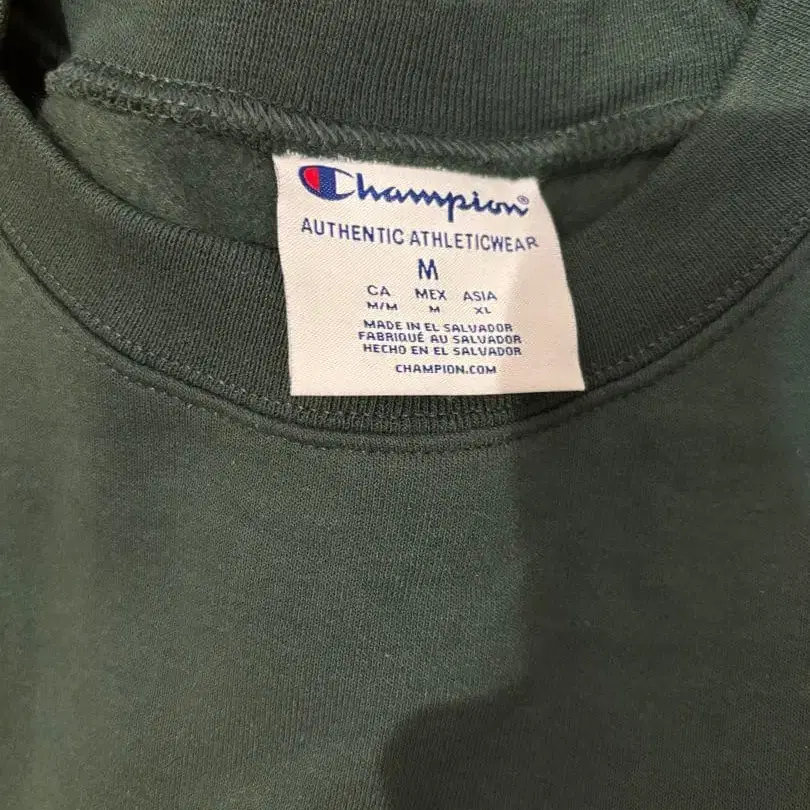 Champion®
AUTHENTIC ATHLETICWEAR
M
CA MEX ASIA
M/M M XL
MADE IN EL SALVADOR
FABRIQUÉ AU SALVADOR
HECHO EN EL SALVADOR
CHAMPION.COM